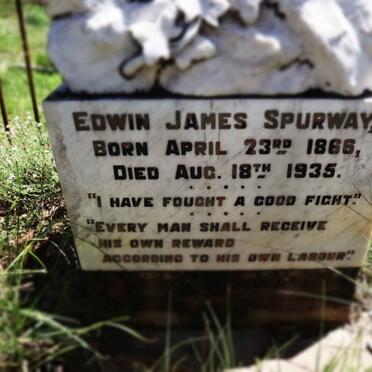 EDWIN JAMES SPURWAY,
BORN APRIL 23RD 1866,
DIED AUG. 18TH 1935.
"I HAVE FOUGHT A GOOD FIGHT."
"EVERY MAN SHALL RECEIVE
HIS OWN REWARD
ACCORDING TO HIS OWN LABOUR".